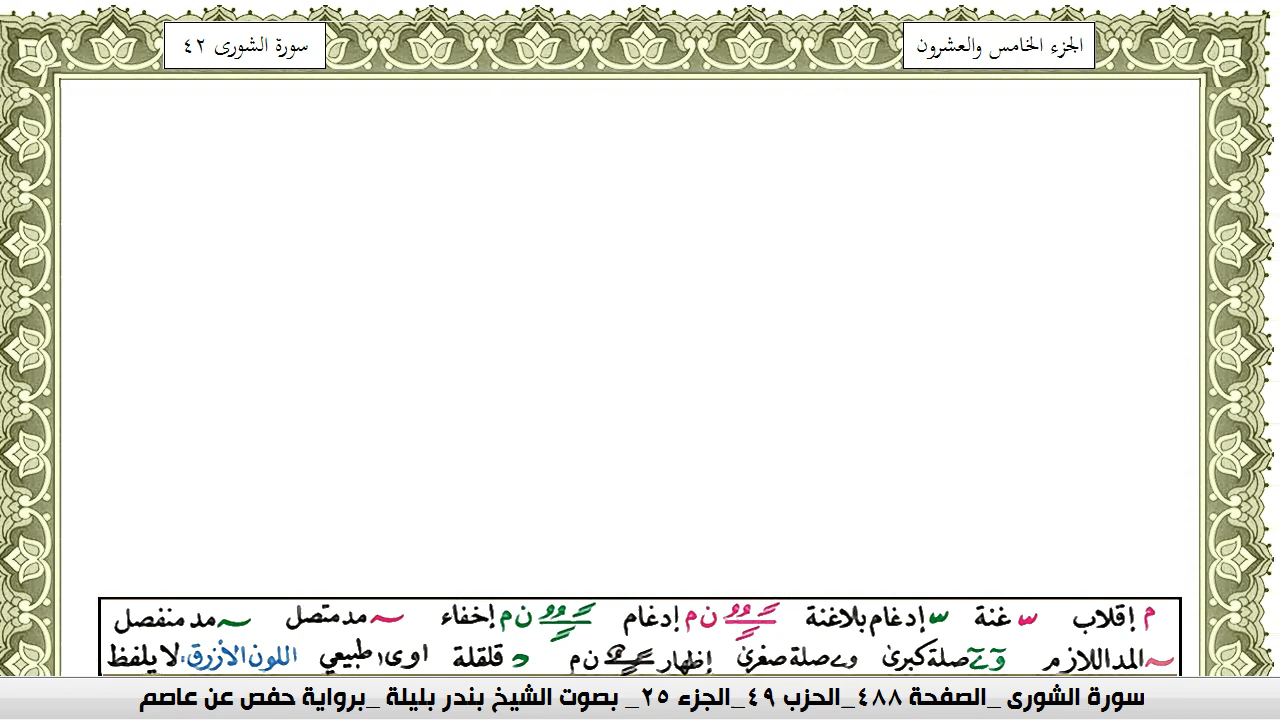 الجزء الخامس والعشرون
سورة الشورى ٤٢
م إقلاب س غنة س إدغام بلاغنة ن م إدغام ن م إخفاء مد متصل مد منفصل
المد اللازم صلة كبرى صلة صغرى إظهار ن م قلقلة اوى طبيعي اللون الأزرق: لا يلفظ
سورة الشورى _الصفحة ٤٨٨_الحزب ٤٩_الجزء ٢٥_ بصوت الشيخ بندر بليلة _برواية حفص عن عاصم